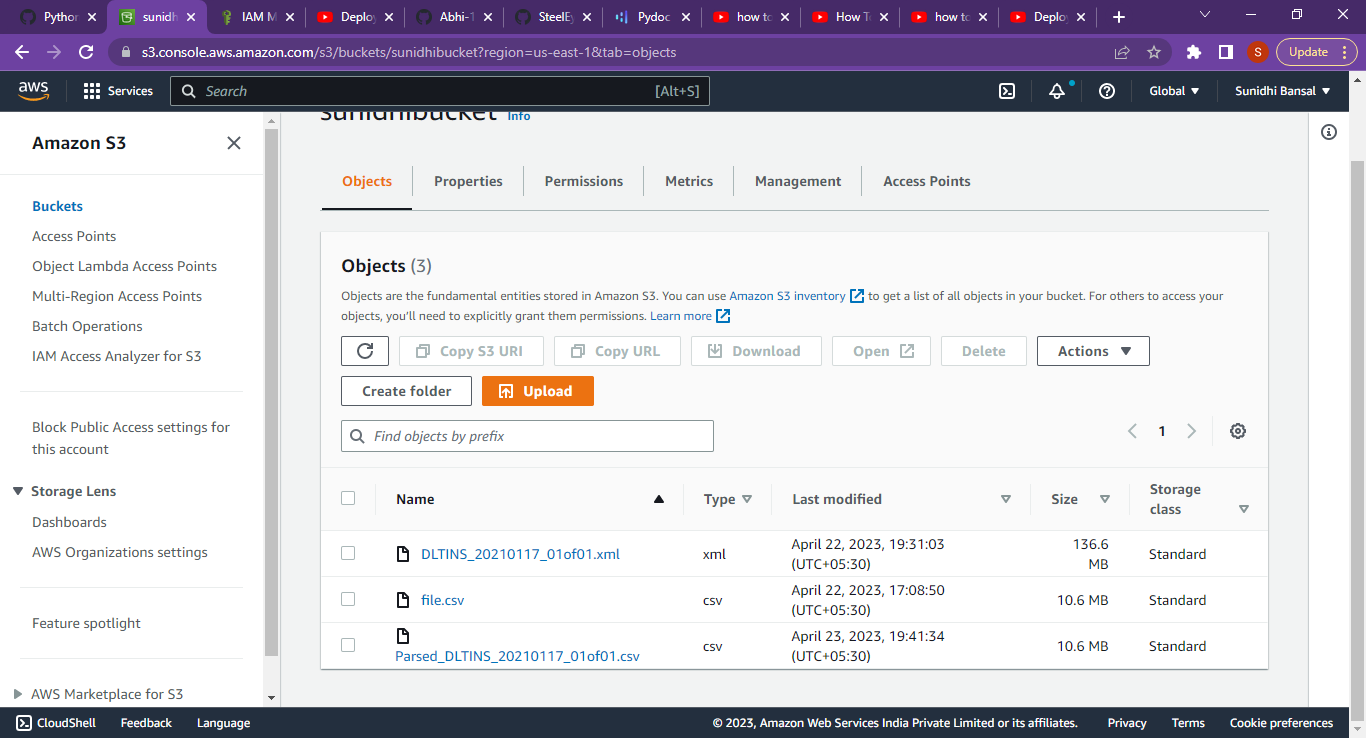 Python
sunidh
IAM M
Deploy
Abhi-1
SteelEy
Pydoc
how to
How To
how to
Deploy
s3.console.aws.amazon.com/s3/buckets/sunidhibucket?region=us-east-1&tab=objects
S
Update
aws
Services
Search
[Alt+S]
Global
Sunidhi Bansal
Amazon S3
Buckets
Access Points
Object Lambda Access Points
Multi-Region Access Points
Batch Operations
IAM Access Analyzer for S3
Block Public Access settings for
this account
Storage Lens
Dashboards
AWS Organizations settings
Feature spotlight
AWS Marketplace for S3
sunidhibucket Info
Objects
Properties
Permissions
Metrics
Management
Access Points
Objects (3)
Objects are the fundamental entities stored in Amazon S3. You can use Amazon S3 inventory to get a list of all objects in your bucket. For others to access your
objects, you'll need to explicitly grant them permissions. Learn more
Copy S3 URI
Copy URL
Download
Open
Delete
Actions
Create folder
Upload
Find objects by prefix
1
Name
Type
Last modified
Size
Storage
class
DLTINS_20210117_01of01.xml
xml
April 22, 2023, 19:31:03
(UTC+05:30)
136.6
MB
Standard
file.csv
csv
April 22, 2023, 17:08:50
(UTC+05:30)
10.6 MB
Standard
Parsed_DLTINS_20210117_01of01.csv
csv
April 23, 2023, 19:41:34
(UTC+05:30)
10.6 MB
Standard
CloudShell
Feedback
Language
© 2023, Amazon Web Services India Private Limited or its affiliates.
Privacy
Terms
Cookie preferences